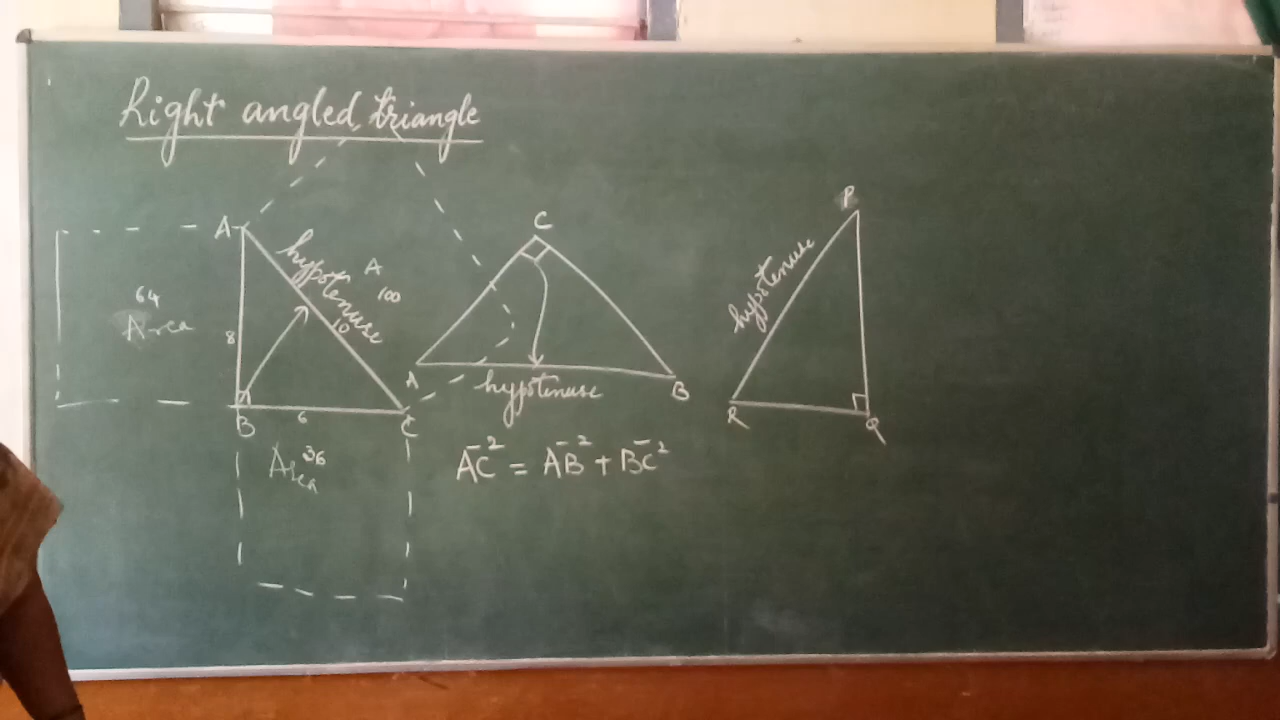 Right angled triangle
A
hypotenuse
A
100
64
Area
8
10
B
6
C
Area 36
C
A
hypotenuse
B
AC² = AB² + BC²
P
hypotenuse
R
Q